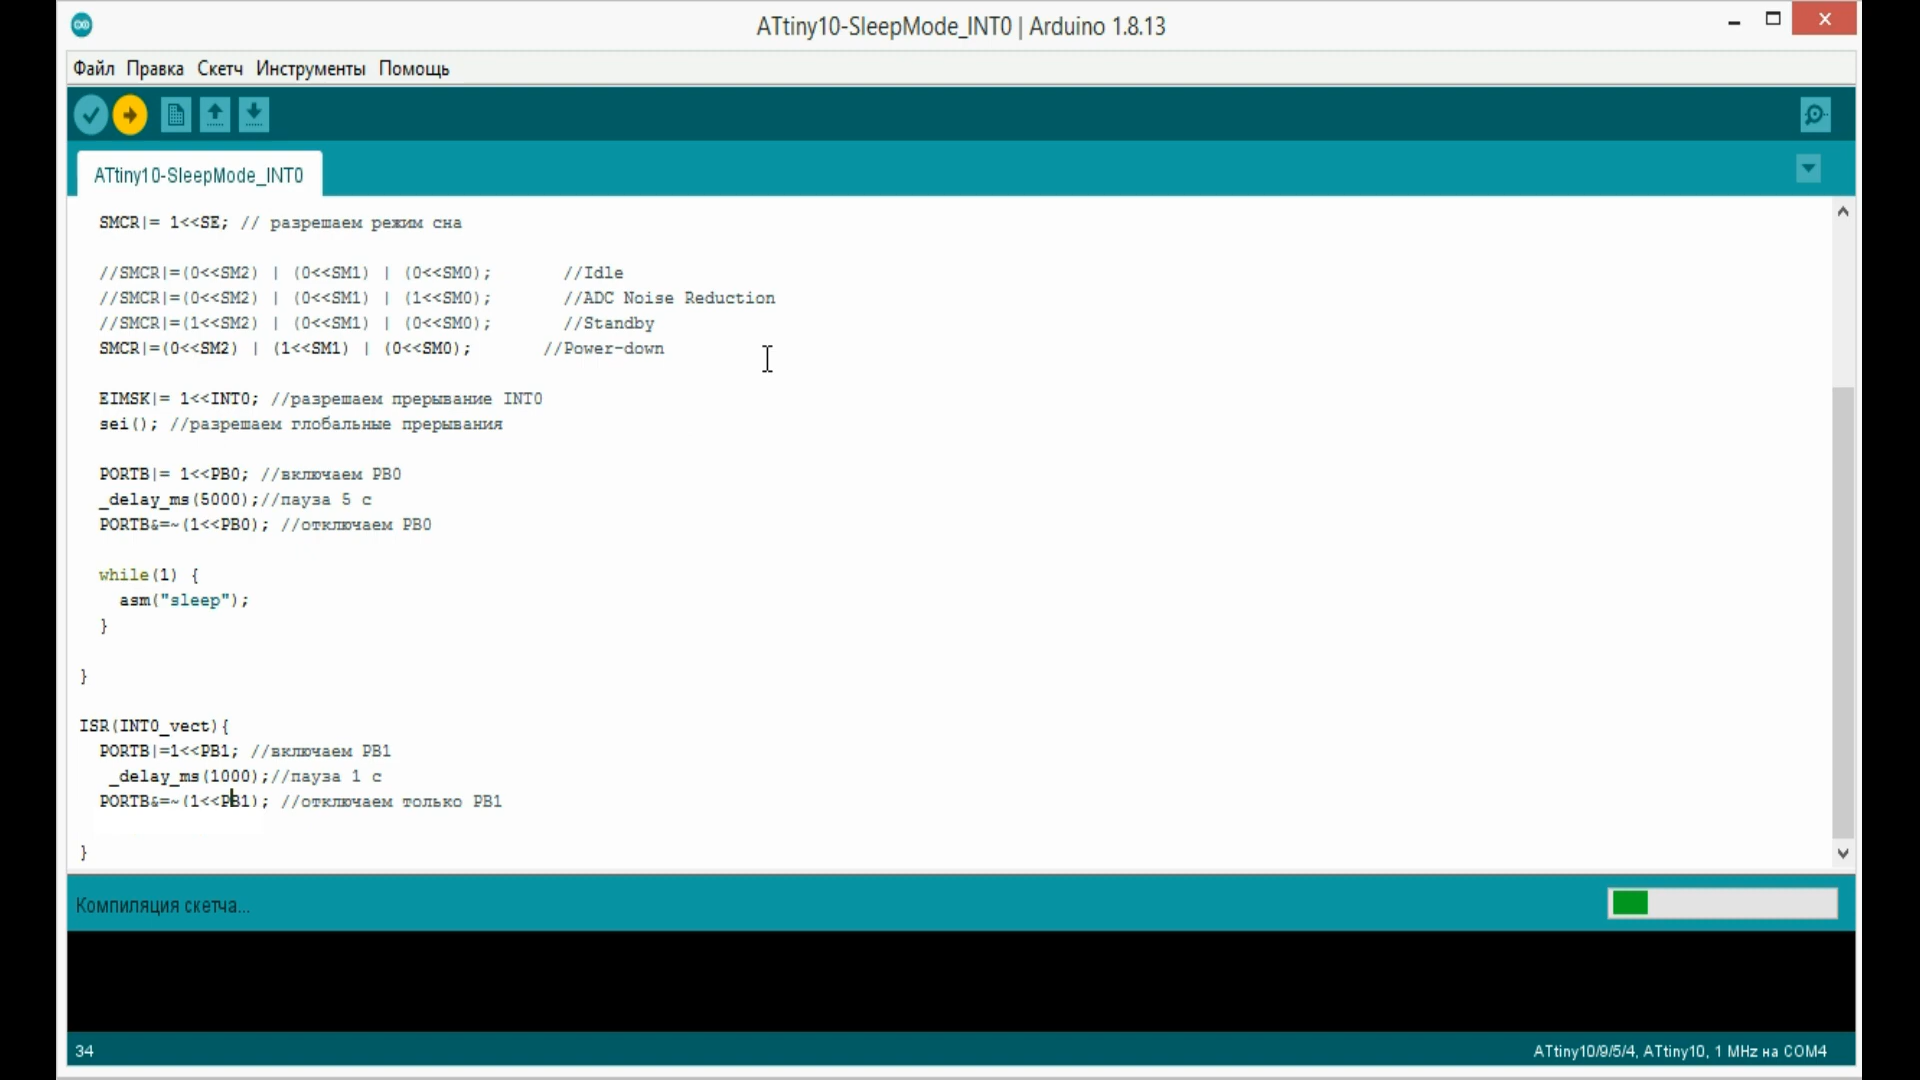 ATtiny10-SleepMode_INT0 | Arduino 1.8.13
Файл Правка Скетч Инструменты Помощь
ATtiny10-SleepMode_INT0
SMCR|= 1<<SE; // разрешаем режим сна
//SMCR|=(0<<SM2) | (0<<SM1) | (0<<SM0); //Idle
//SMCR|=(0<<SM2) | (0<<SM1) | (1<<SM0); //ADC Noise Reduction
//SMCR|=(1<<SM2) | (0<<SM1) | (0<<SM0); //Standby
SMCR|=(0<<SM2) | (1<<SM1) | (0<<SM0); //Power-down
EIMSK|= 1<<INT0; //разрешаем прерывание INT0
sei(); //разрешаем глобальные прерывания
PORTB|= 1<<PB0; //включаем PB0
_delay_ms(5000);//пауза 5 с
PORTB&=~(1<<PB0); //отключаем PB0
while(1) {
asm("sleep");
}
}
ISR(INT0_vect){
PORTB|=1<<PB1; //включаем PB1
_delay_ms(1000);//пауза 1 с
PORTB&=~(1<<PB1); //отключаем только PB1
}
Компиляция скетча...
34
ATtiny10/9/5/4, ATtiny10, 1 MHz на COM4